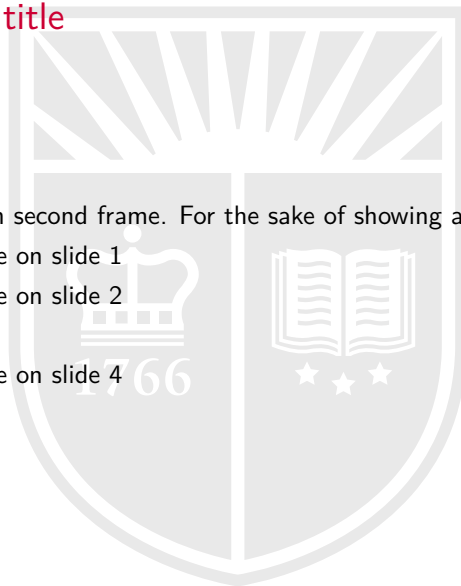 title
second frame. For the sake of showing a
on slide 1
on slide 2
on slide 4
1766